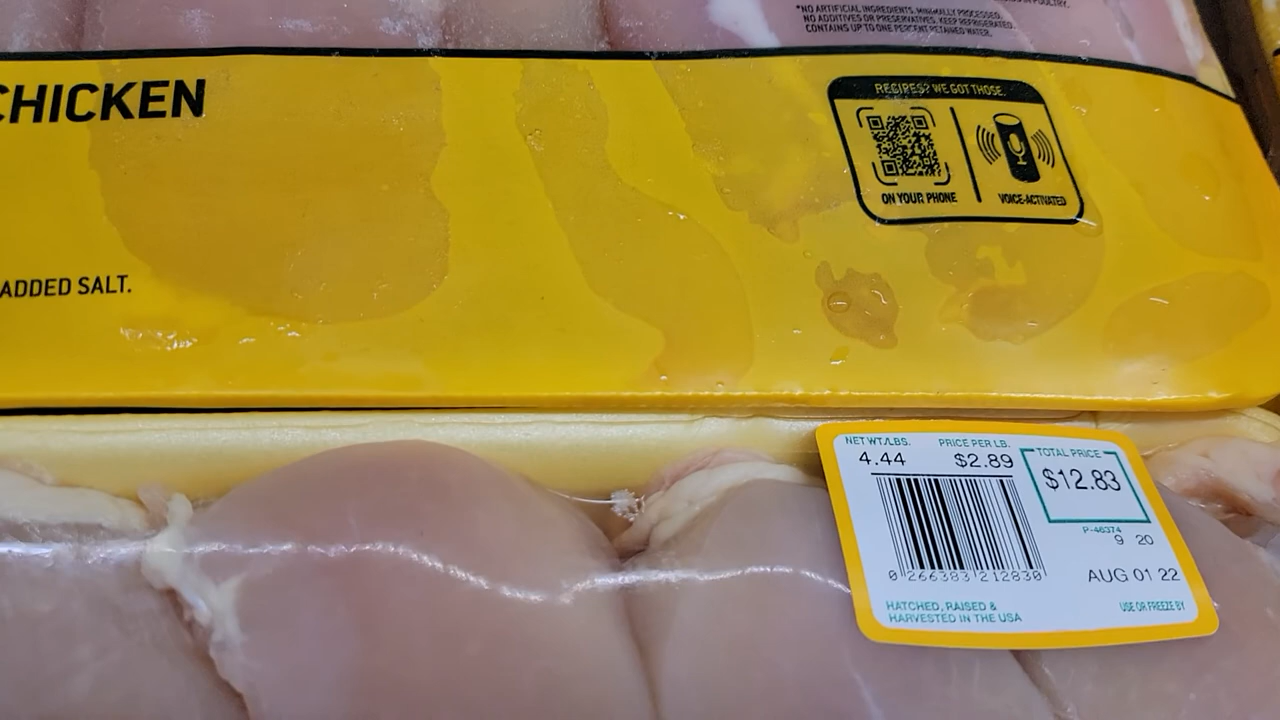 *NO ARTIFICIAL INGREDIENTS, MINIMALLY PROCESSED.
NO ADDITIVES OR PRESERVATIVES. KEEP REFRIGERATED.
CONTAINS UP TO ONE PERCENT RETAINED WATER.
CHICKEN
RECIPES? WE GOT THOSE.
ON YOUR PHONE
VOICE-ACTIVATED
ADDED SALT.
NET WT/LBS. PRICE PER LB. TOTAL PRICE
4.44 $2.89 $12.83
P-46374
9 20
0 266383 212830
AUG 01 22
HATCHED, RAISED & USE OR FREEZE BY
HARVESTED IN THE USA